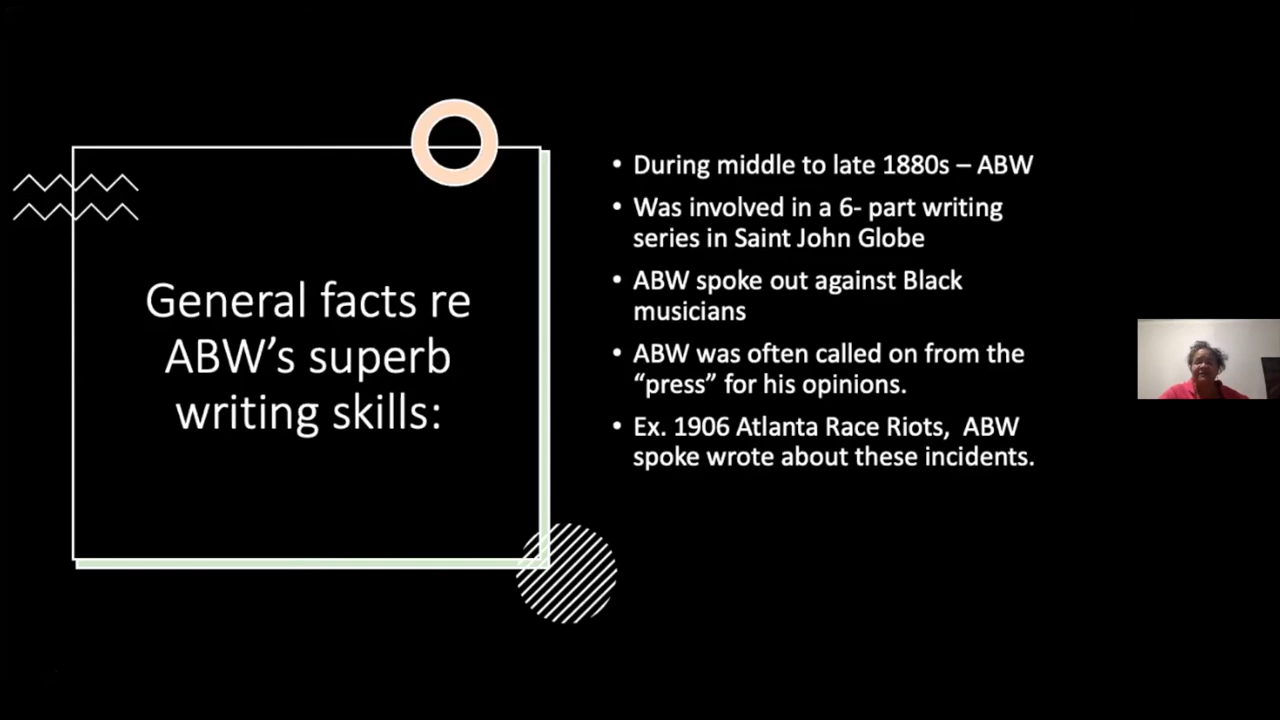 General facts re
ABW’s superb
writing skills:
• During middle to late 1880s – ABW
• Was involved in a 6- part writing
series in Saint John Globe
• ABW spoke out against Black
musicians
• ABW was often called on from the
“press” for his opinions.
• Ex. 1906 Atlanta Race Riots,  ABW
spoke wrote about these incidents.